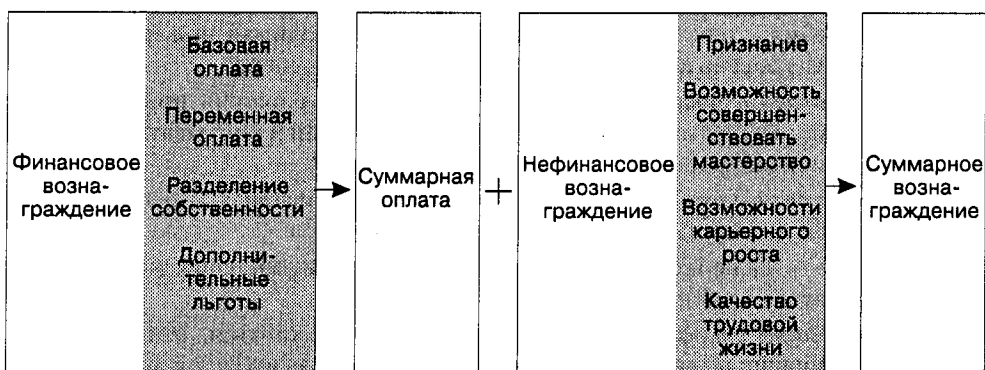 Финансовое
возна-
граждение
Базовая
оплата
Переменная
оплата
Разделение
собственности
Дополни-
тельные
льготы
Суммарная
оплата
+
Нефинансовое
возна-
граждение
Признание
Возможность
совершен-
ствовать
мастерство
Возможности
карьерного
роста
Качество
трудовой
жизни
Суммарное
возна-
граждение